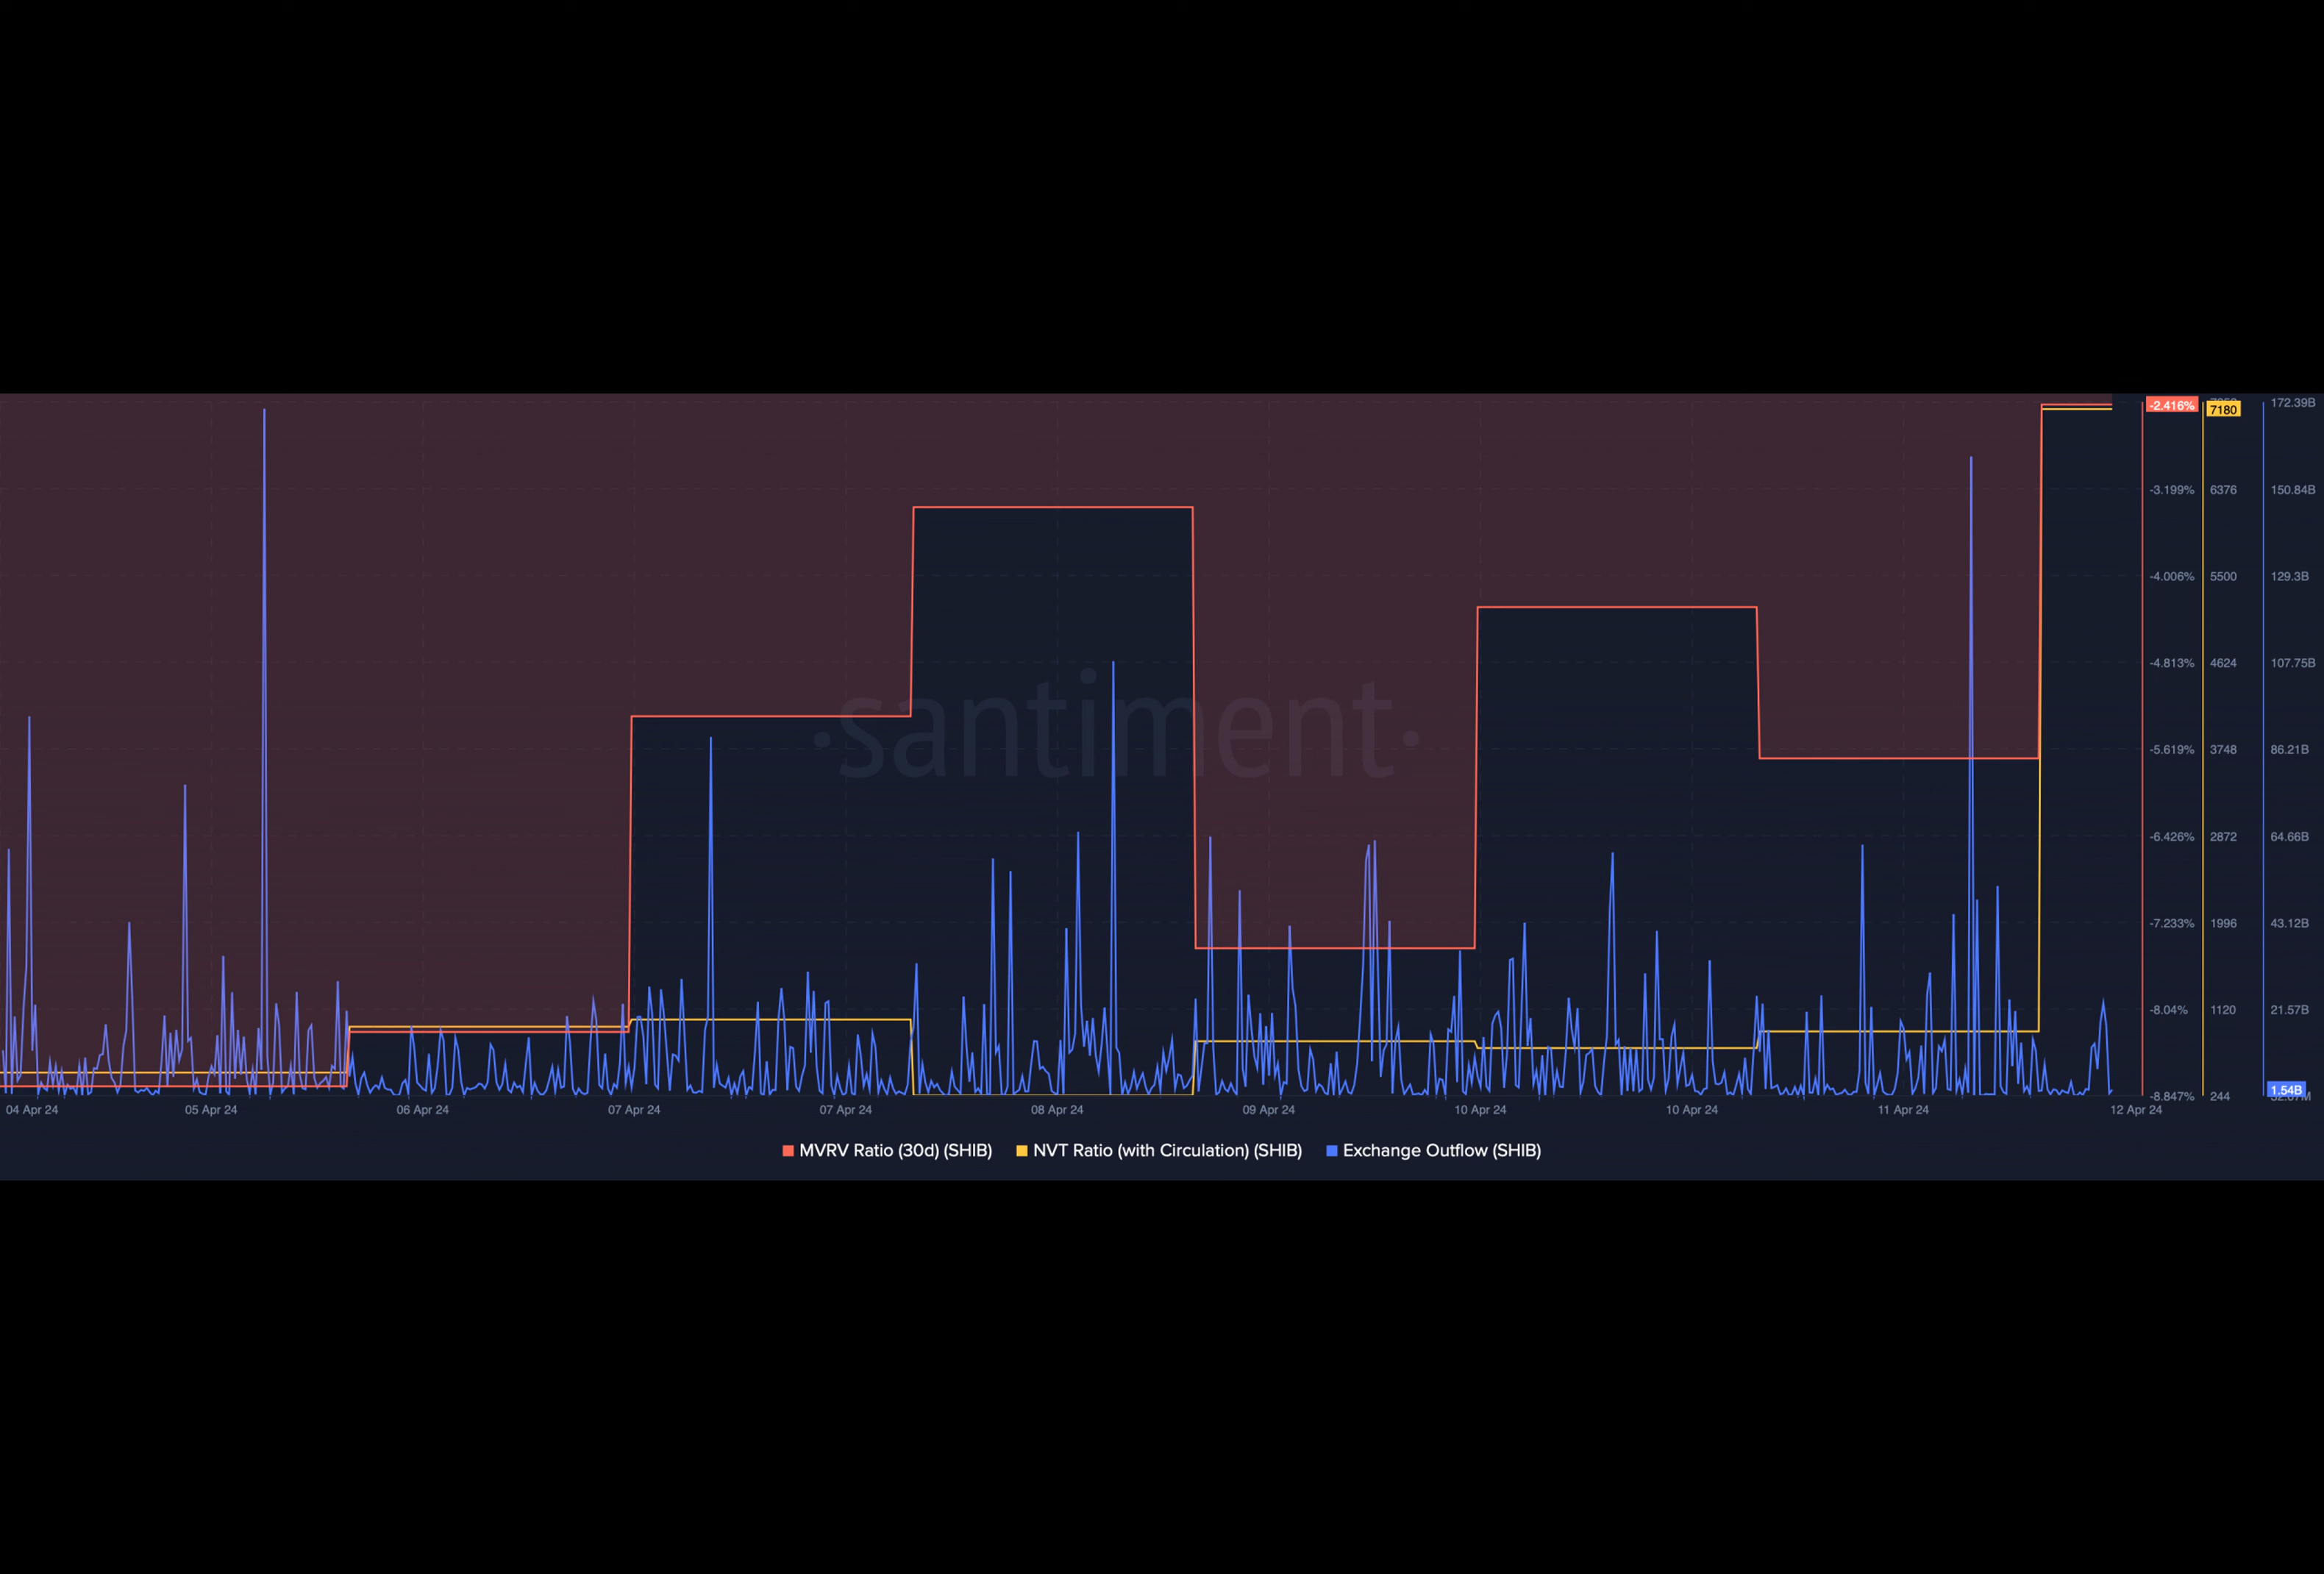 ·santiment·
-2.416% 7180 172.39B
-3.199% 6376 150.84B
-4.006% 5500 129.3B
-4.813% 4624 107.75B
-5.619% 3748 86.21B
-6.426% 2872 64.66B
-7.233% 1996 43.12B
-8.04% 1120 21.57B
1.54B
-8.847% 244
04 Apr 24 05 Apr 24 06 Apr 24 07 Apr 24 07 Apr 24 08 Apr 24 09 Apr 24 10 Apr 24 10 Apr 24 11 Apr 24 12 Apr 24
MVRV Ratio (30d) (SHIB) NVT Ratio (with Circulation) (SHIB) Exchange Outflow (SHIB)